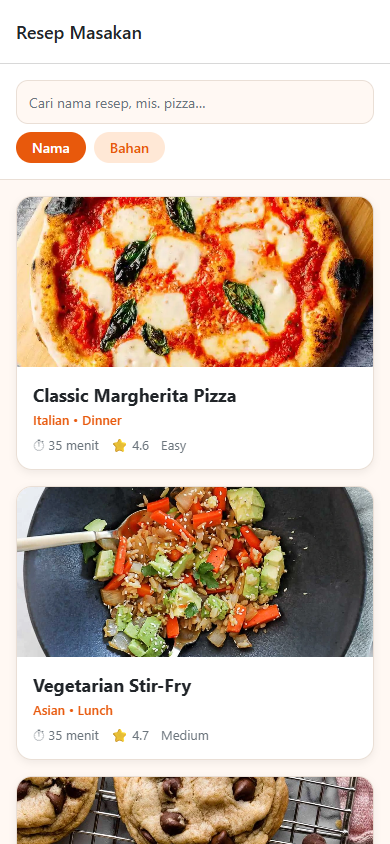 Resep Masakan
Cari nama resep, mis. pizza...
Nama Bahan
Classic Margherita Pizza
Italian • Dinner
⏱ 35 menit ⭐ 4.6 Easy
Vegetarian Stir-Fry
Asian • Lunch
⏱ 35 menit ⭐ 4.7 Medium